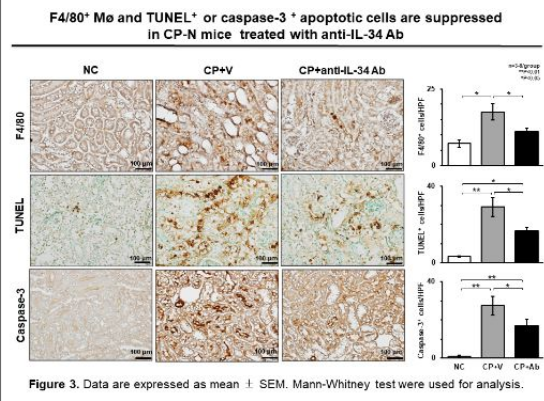 F4/80⁺ Mø and TUNEL⁺ or caspase-3 ⁺ apoptotic cells are suppressed
in CP-N mice treated with anti-IL-34 Ab
NC
CP+V
CP+anti-IL-34 Ab
F4/80
100 μm
100 μm
100 μm
TUNEL
100 μm
100 μm
100 μm
Caspase-3
100 μm
100 μm
100 μm
F4/80⁺ cells/HPF
25
0
*
*
TUNEL⁺ cells/HPF
40
0
*
**
*
Caspase-3⁺ cells/HPF
40
0
**
**
*
NC
CP+V
CP+Ab
Figure 3. Data are expressed as mean ± SEM. Mann-Whitney test were used for analysis.